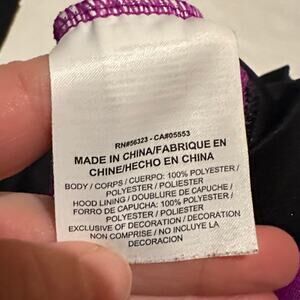 RN#56323 - CA#05553
MADE IN CHINA/FABRIQUE EN
CHINE/HECHO EN CHINA
BODY / CORPS / CUERPO: 100% POLYESTER /
POLYESTER / POLIESTER
HOOD LINING / DOUBLURE DE CAPUCHE /
FORRO DE CAPUCHA: 100% POLYESTER /
POLYESTER / POLIESTER
EXCLUSIVE OF DECORATION / DECORATION
NON COMPRISE / NO INCLUYE LA
DECORACION